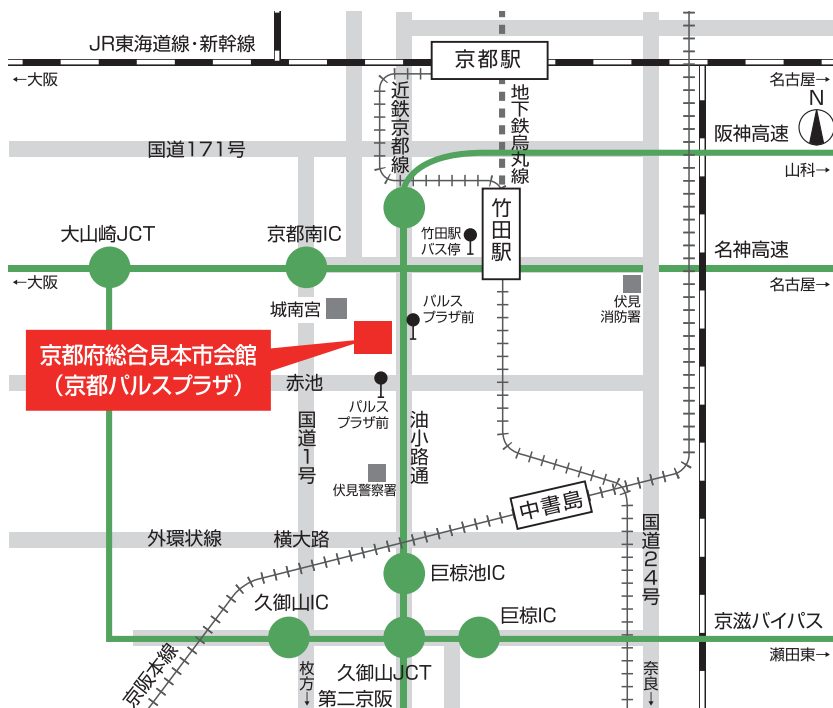 JR東海道線・新幹線
京都駅
←大阪
名古屋→
N
近鉄京都線
地下鉄烏丸線
阪神高速
国道171号
山科→
竹田駅
大山崎JCT
京都南IC
竹田駅
バス停
名神高速
←大阪
名古屋→
城南宮
パルス
プラザ前
伏見
消防署
京都府総合見本市会館
（京都パルスプラザ）
赤池
パルス
プラザ前
国道1号
油小路通
伏見警察署
中書島
国道24号
外環状線
横大路
巨椋池IC
久御山IC
巨椋IC
京滋バイパス
京阪本線
久御山JCT
瀬田東→
枚方→
第二京阪
奈良→